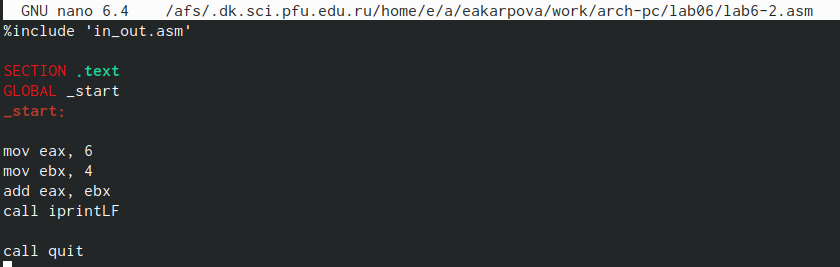 GNU nano 6.4    /afs/.dk.sci.pfu.edu.ru/home/e/a/eakarpova/work/arch-pc/lab06/lab6-2.asm
%include 'in_out.asm'
SECTION .text
GLOBAL _start
_start:
mov eax, 6
mov ebx, 4
add eax, ebx
call iprintLF
call quit